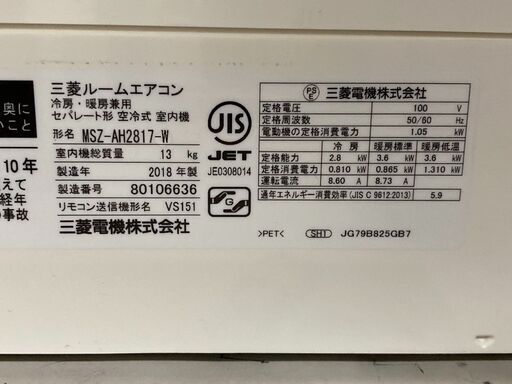 奥に
いこと
10年
えて
経年
の事故
三菱ルームエアコン
冷房・暖房兼用
セパレート形 空冷式 室内機
形名 MSZ-AH2817-W
室内機総質量 13 kg
製造年 2018 年製
製造番号 80106636
リモコン送信機形名 VS151
三菱電機株式会社
JIS
JET
JE0308014
G
PS E 三菱電機株式会社
定格電圧 100 V
定格周波数 50/60 Hz
電動機の定格消費電力 1.05 kW
冷房 暖房標準 暖房低温
定格能力 2.8 kW 3.6 kW 3.6 kW
定格消費電力 0.810 kW 0.865 kW 1.310 kW
運転電流 8.60 A 8.73 A
通年エネルギー消費効率 (JIS C 9612:2013) 5.9
>PET< SHI JG79B825GB7